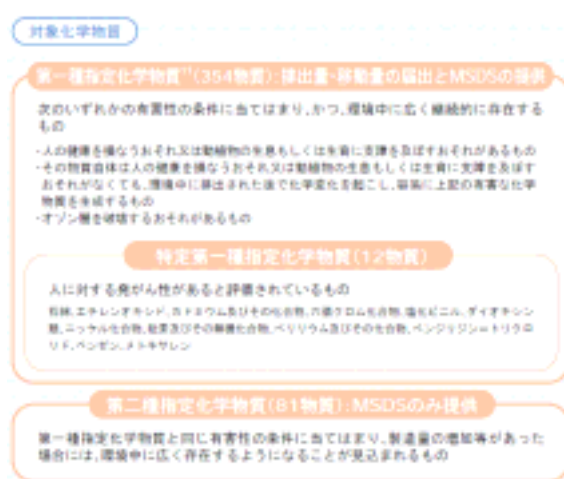 対象化学物質
第一種指定化学物質*1(354物質):排出量・移動量の届出とMSDSの提供
次のいずれかの有害性の条件に当てはまり、かつ、環境中に広く継続的に存在する
もの
・人の健康を損なうおそれ又は動植物の生息もしくは生育に支障を及ぼすおそれがあるもの
・その物質自体は人の健康を損なうおそれ又は動植物の生息もしくは生育に支障を及ぼす
おそれがなくても、環境中に排出された後で化学変化を起こし、容易に上記の有害な化学
物質を生成するもの
・オゾン層を破壊するおそれがあるもの
特定第一種指定化学物質(12物質)
人に対する発がん性があると評価されているもの
石綿、エチレンオキシド、カドミウム及びその化合物、六価クロム化合物、塩化ビニル、ダイオキシン
類、ニッケル化合物、砒素及びその無機化合物、ベリリウム及びその化合物、ベンジリジン=トリクロ
リド、ベンゼン、メトキサレン
第二種指定化学物質(81物質):MSDSのみ提供
第一種指定化学物質と同じ有害性の条件に当てはまり、製造量の増加等があった
場合には、環境中に広く存在するようになることが見込まれるもの